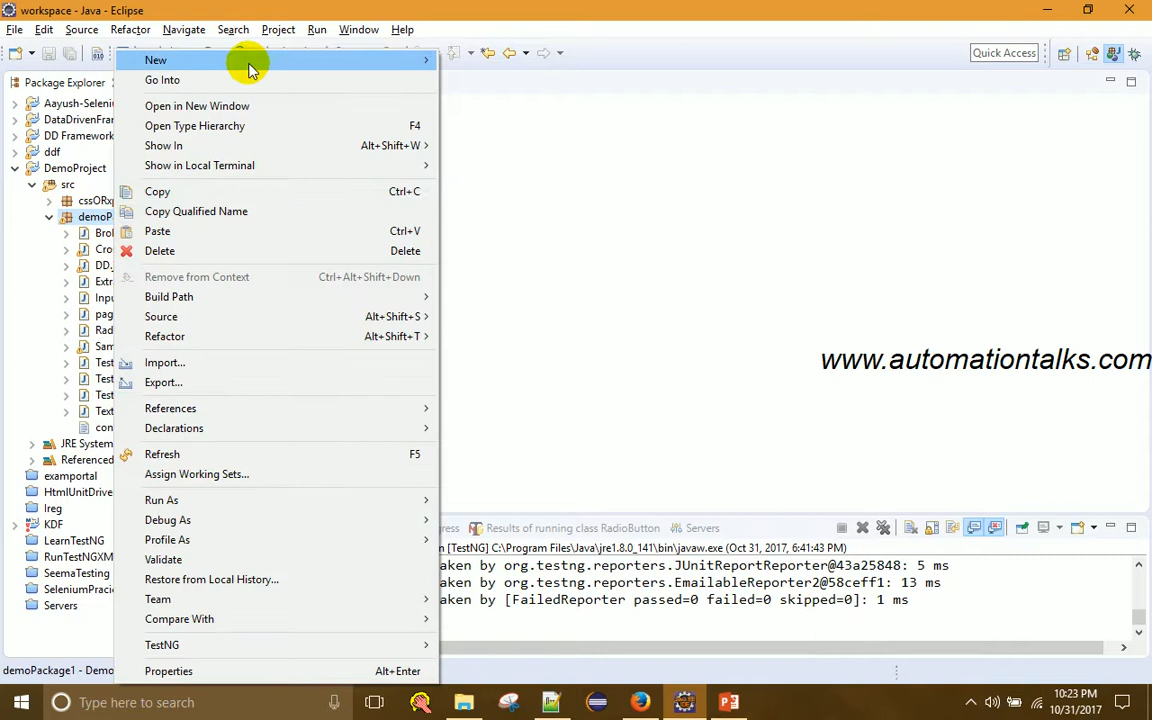 workspace - Java - Eclipse
File Edit Source Refactor Navigate Search Project Run Window Help
Quick Access
Package Explorer
Aayush-Seleni
DataDrivenFran
DD Framework
ddf
DemoProject
src
cssORxp
demoP
Brol
Cro
DD
Extr
Inpu
pag
Rad
Sam
Test
Test
Test
Text
con
JRE System
Referenced
examportal
HtmlUnitDrive
Ireg
KDF
LearnTestNG
RunTestNGXM
SeemaTesting
SeleniumPraci
Servers
New
Go Into
Open in New Window
Open Type Hierarchy F4
Show In Alt+Shift+W
Show in Local Terminal
Copy Ctrl+C
Copy Qualified Name
Paste Ctrl+V
Delete Delete
Remove from Context Ctrl+Alt+Shift+Down
Build Path
Source Alt+Shift+S
Refactor Alt+Shift+T
Import...
Export...
References
Declarations
Refresh F5
Assign Working Sets...
Run As
Debug As
Profile As
Validate
Restore from Local History...
Team
Compare With
TestNG
Properties Alt+Enter
www.automationtalks.com
gress Results of running class RadioButton Servers
[TestNG] C:\Program Files\Java\jre1.8.0_141\bin\javaw.exe (Oct 31, 2017, 6:41:43 PM)
aken by org.testng.reporters.JUnitReportReporter@43a25848: 5 ms
aken by org.testng.reporters.EmailableReporter2@58ceff1: 13 ms
aken by [FailedReporter passed=0 failed=0 skipped=0]: 1 ms
demoPackage1 - Demo
Type here to search
10:23 PM
10/31/2017